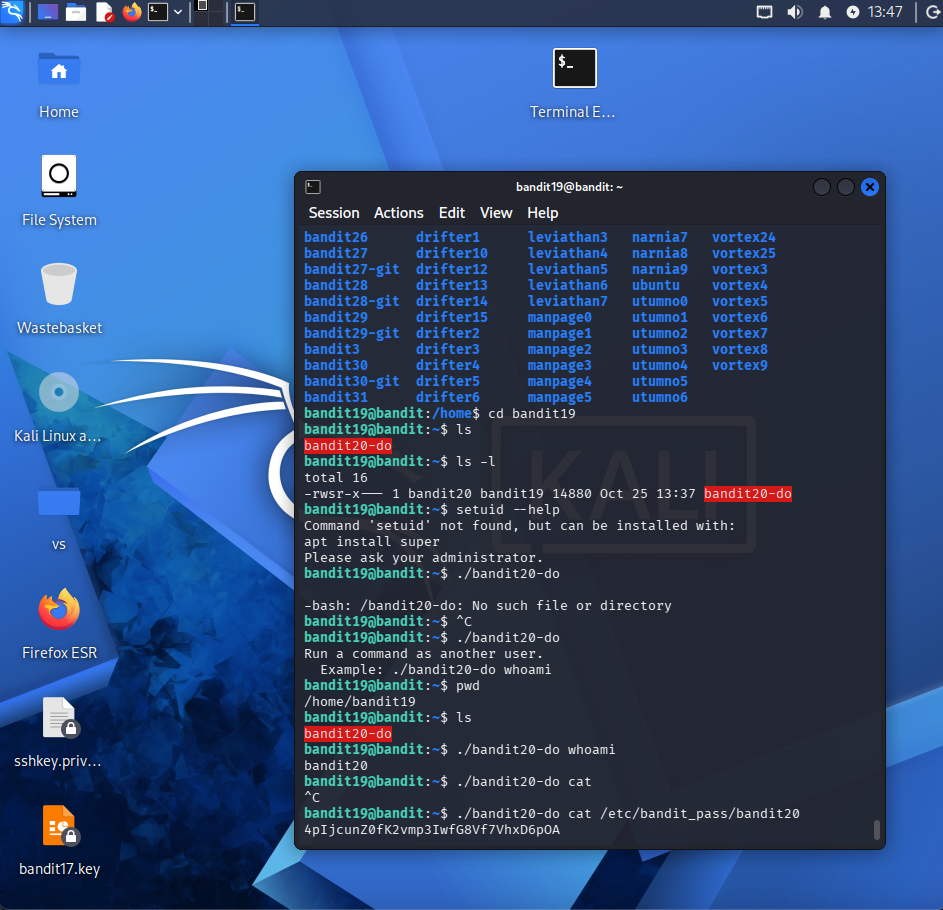 13:47
Home
Terminal E...
File System
Wastebasket
Kali Linux a...
vs
Firefox ESR
sshkey.priv...
bandit17.key
bandit19@bandit: ~
Session Actions Edit View Help
bandit26 drifter1 leviathan3 narnia7 vortex24
bandit27 drifter10 leviathan4 narnia8 vortex25
bandit27-git drifter12 leviathan5 narnia9 vortex3
bandit28 drifter13 leviathan6 ubuntu vortex4
bandit28-git drifter14 leviathan7 utumno0 vortex5
bandit29 drifter15 manpage0 utumno1 vortex6
bandit29-git drifter2 manpage1 utumno2 vortex7
bandit3 drifter3 manpage2 utumno3 vortex8
bandit30 drifter4 manpage3 utumno4 vortex9
bandit30-git drifter5 manpage4 utumno5
bandit31 drifter6 manpage5 utumno6
bandit19@bandit:/home$ cd bandit19
bandit19@bandit:~$ ls
bandit20-do
bandit19@bandit:~$ ls -l
total 16
-rwsr-x--- 1 bandit20 bandit19 14880 Oct 25 13:37 bandit20-do
bandit19@bandit:~$ setuid --help
Command 'setuid' not found, but can be installed with:
apt install super
Please ask your administrator.
bandit19@bandit:~$ ./bandit20-do
-bash: /bandit20-do: No such file or directory
bandit19@bandit:~$ ^C
bandit19@bandit:~$ ./bandit20-do
Run a command as another user.
Example: ./bandit20-do whoami
bandit19@bandit:~$ pwd
/home/bandit19
bandit19@bandit:~$ ls
bandit20-do
bandit19@bandit:~$ ./bandit20-do whoami
bandit20
bandit19@bandit:~$ ./bandit20-do cat
^C
bandit19@bandit:~$ ./bandit20-do cat /etc/bandit_pass/bandit20
4pIjcunZ0fK2vmp3IwfG8Vf7VhxD6pOA
KALI